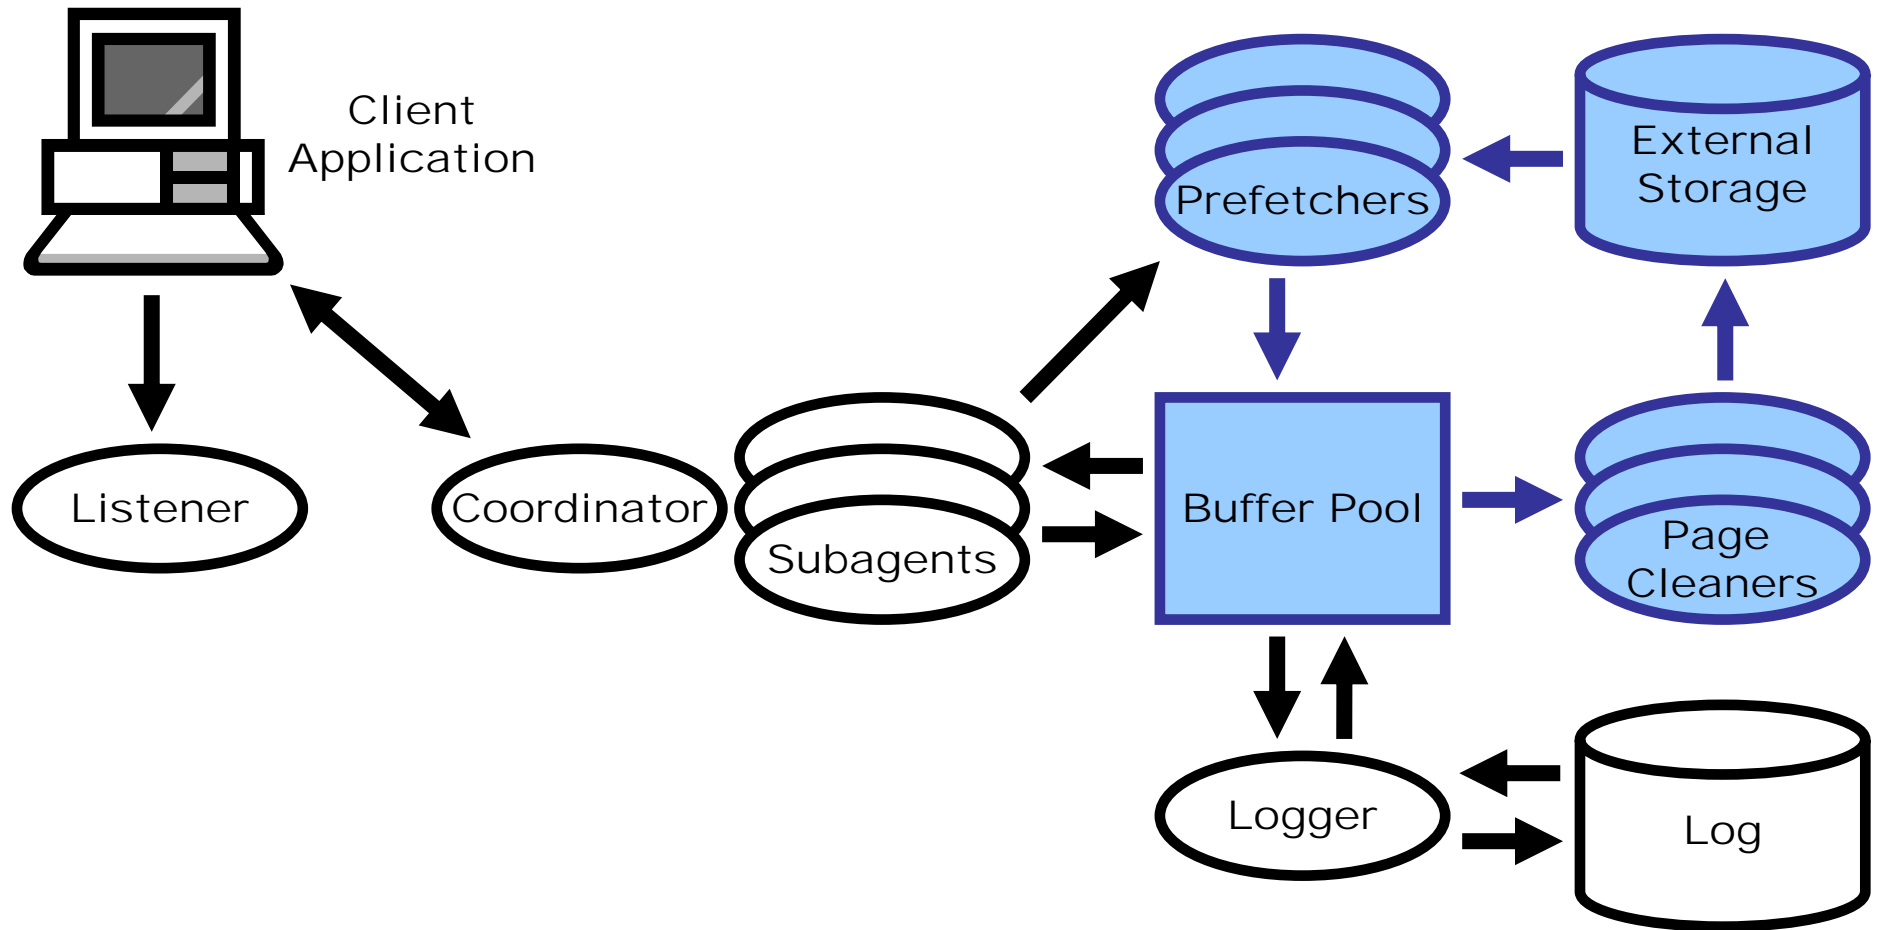 Client
Application
Prefetchers
External
Storage
Listener
Coordinator
Subagents
Buffer Pool
Page
Cleaners
Logger
Log